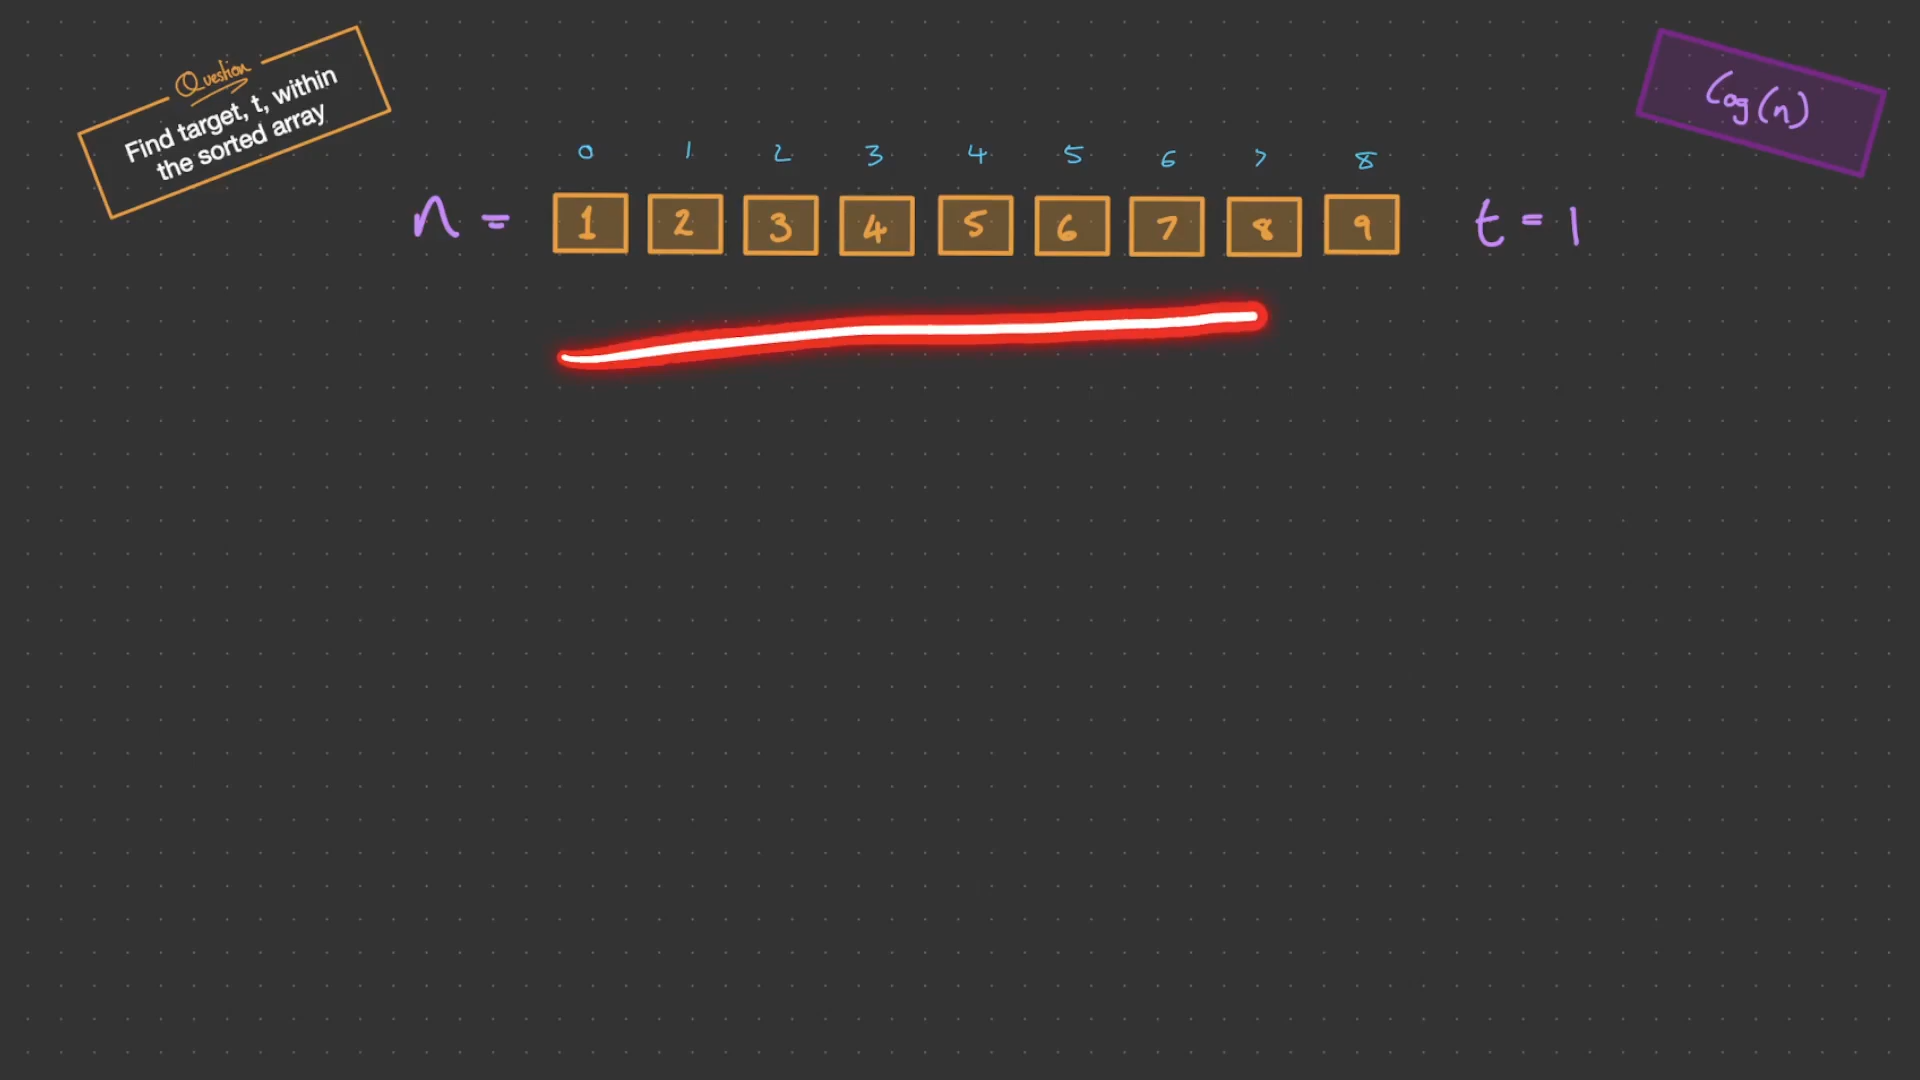 Question
Find target, t, within
the sorted array
Log(n)
0 1 2 3 4 5 6 7 8
n = 1 2 3 4 5 6 7 8 9 t = 1